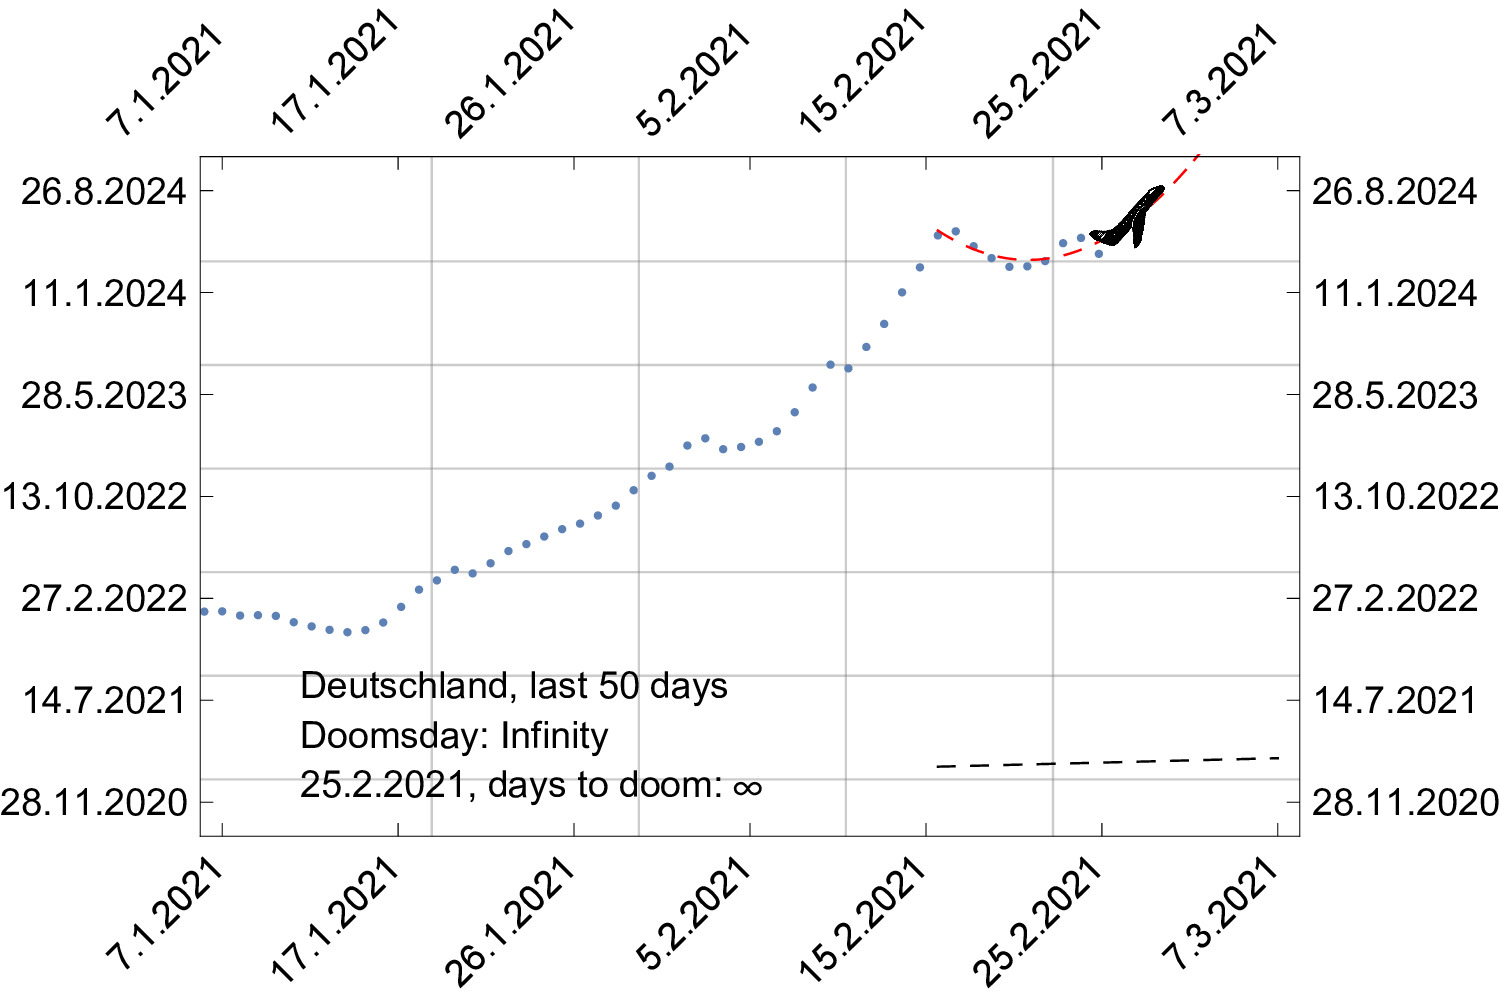 7.1.2021 17.1.2021 26.1.2021 5.2.2021 15.2.2021 25.2.2021 7.3.2021
26.8.2024 26.8.2024
11.1.2024 11.1.2024
28.5.2023 28.5.2023
13.10.2022 13.10.2022
27.2.2022 27.2.2022
Deutschland, last 50 days
14.7.2021 14.7.2021
Doomsday: Infinity
25.2.2021, days to doom: ∞
28.11.2020 28.11.2020
7.1.2021 17.1.2021 26.1.2021 5.2.2021 15.2.2021 25.2.2021 7.3.2021